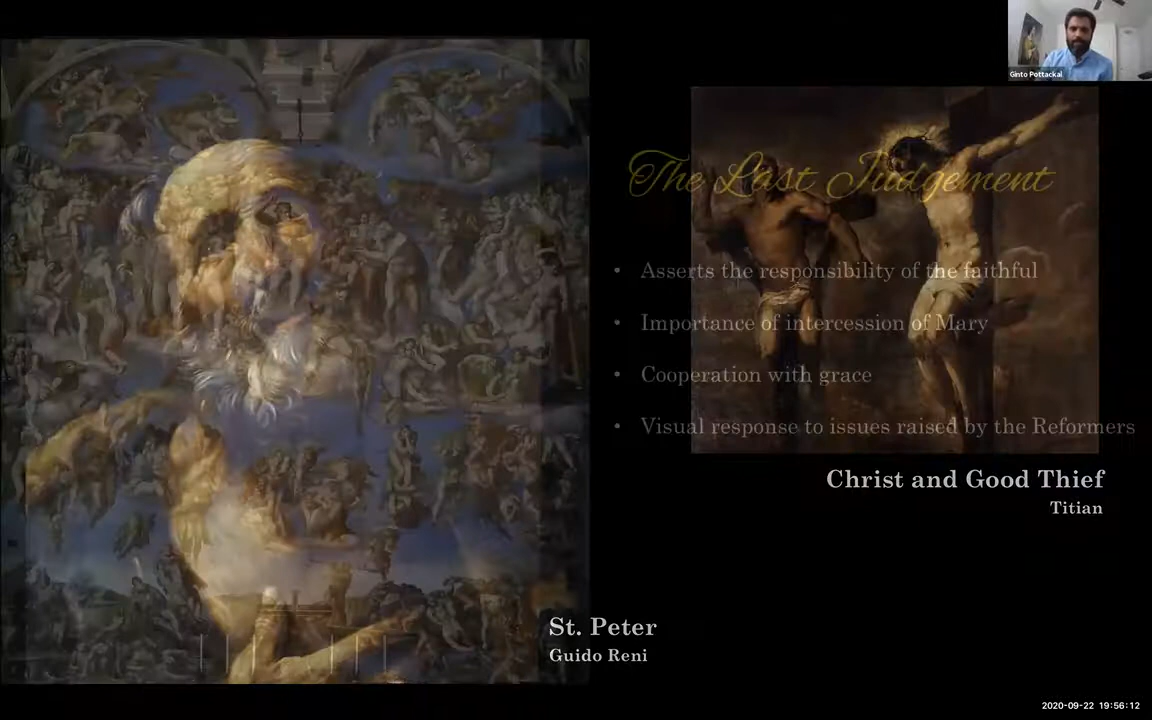 Ginto Pottackal
The Last Judgement
• Asserts the responsibility of the faithful
• Importance of intercession of Mary
• Cooperation with grace
• Visual response to issues raised by the Reformers
Christ and Good Thief
Titian
St. Peter
Guido Reni
2020-09-22 19:56:12